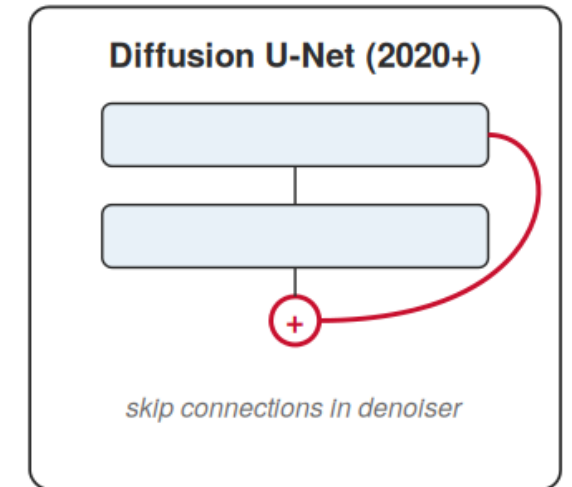 Diffusion U-Net (2020+)
+
skip connections in denoiser